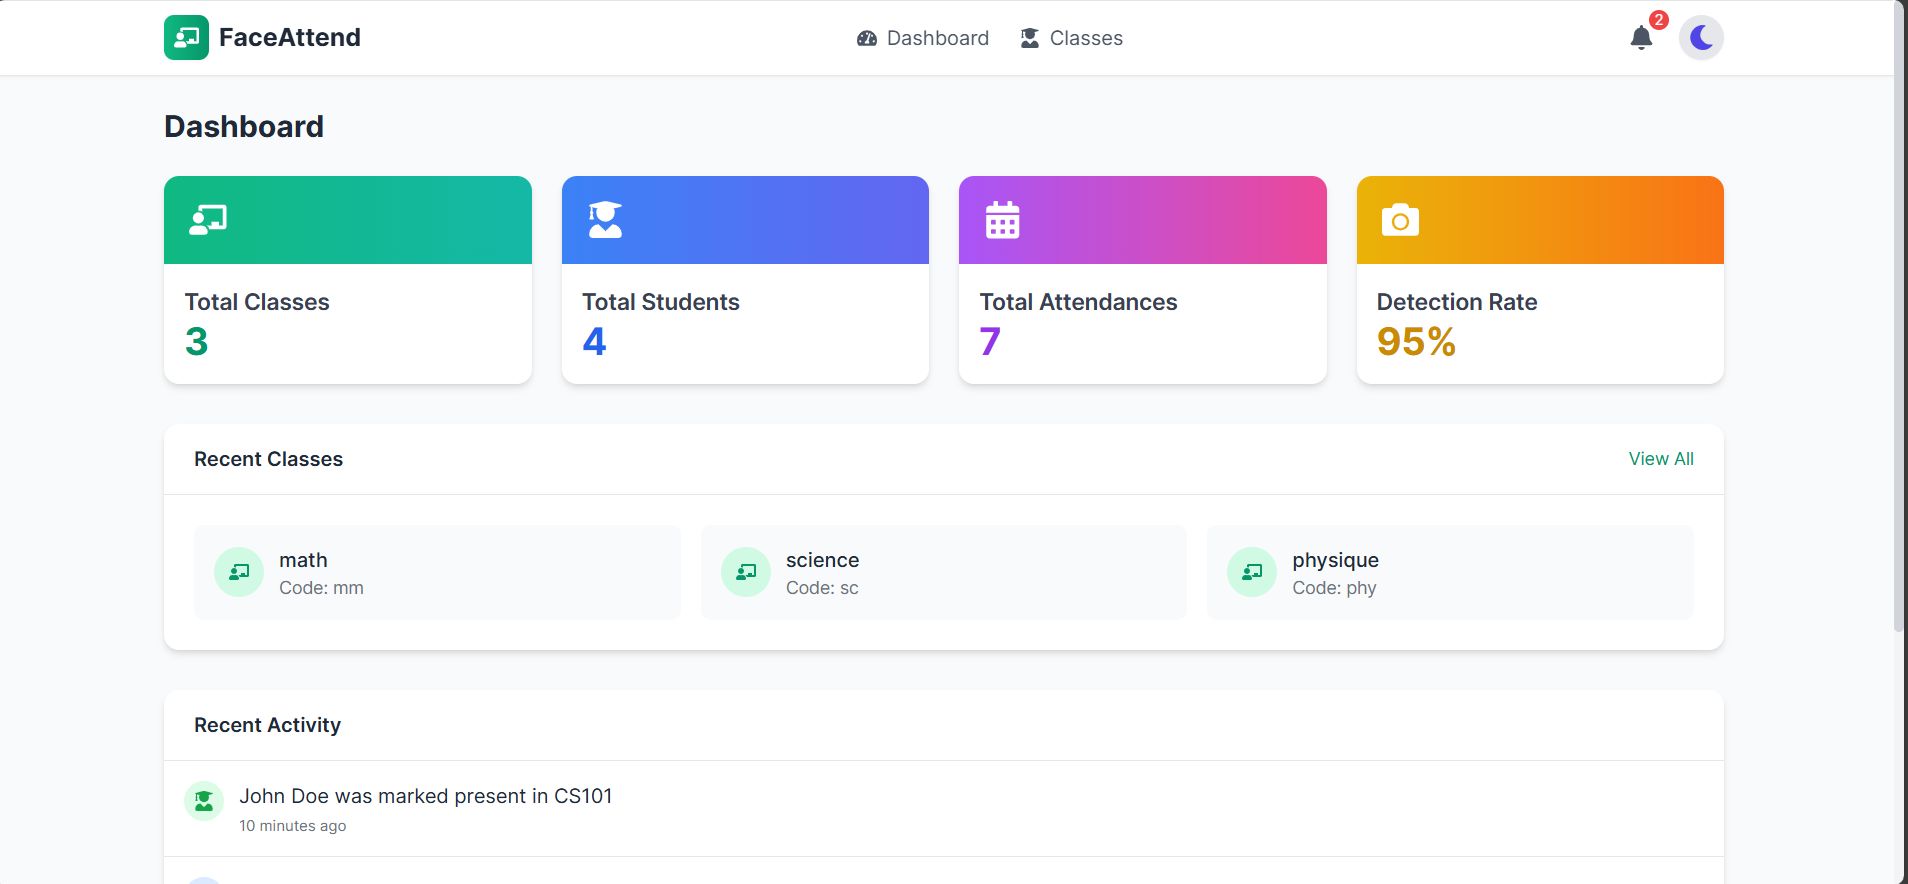 FaceAttend
Dashboard
Classes
2
Dashboard
Total Classes
3
Total Students
4
Total Attendances
7
Detection Rate
95%
Recent Classes
View All
math
Code: mm
science
Code: sc
physique
Code: phy
Recent Activity
John Doe was marked present in CS101
10 minutes ago